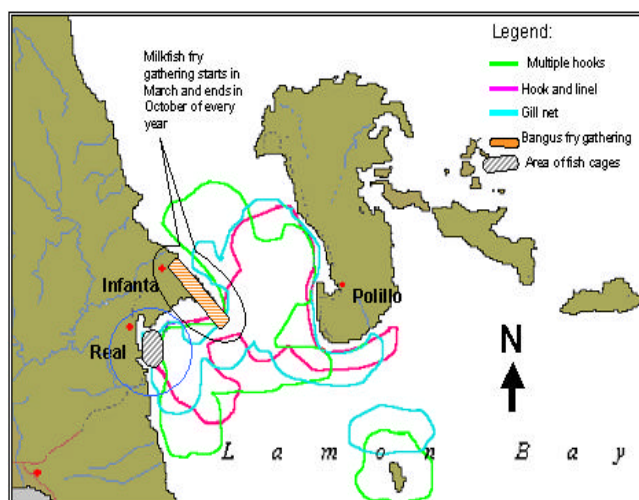 Legend:
Multiple hooks
Hook and linel
Gill net
Bangus fry gathering
Area of fish cages
Milkfish fry
gathering starts in
March and ends in
October of every
year
Infanta
Polillo
Real
N
L a m o n B a y